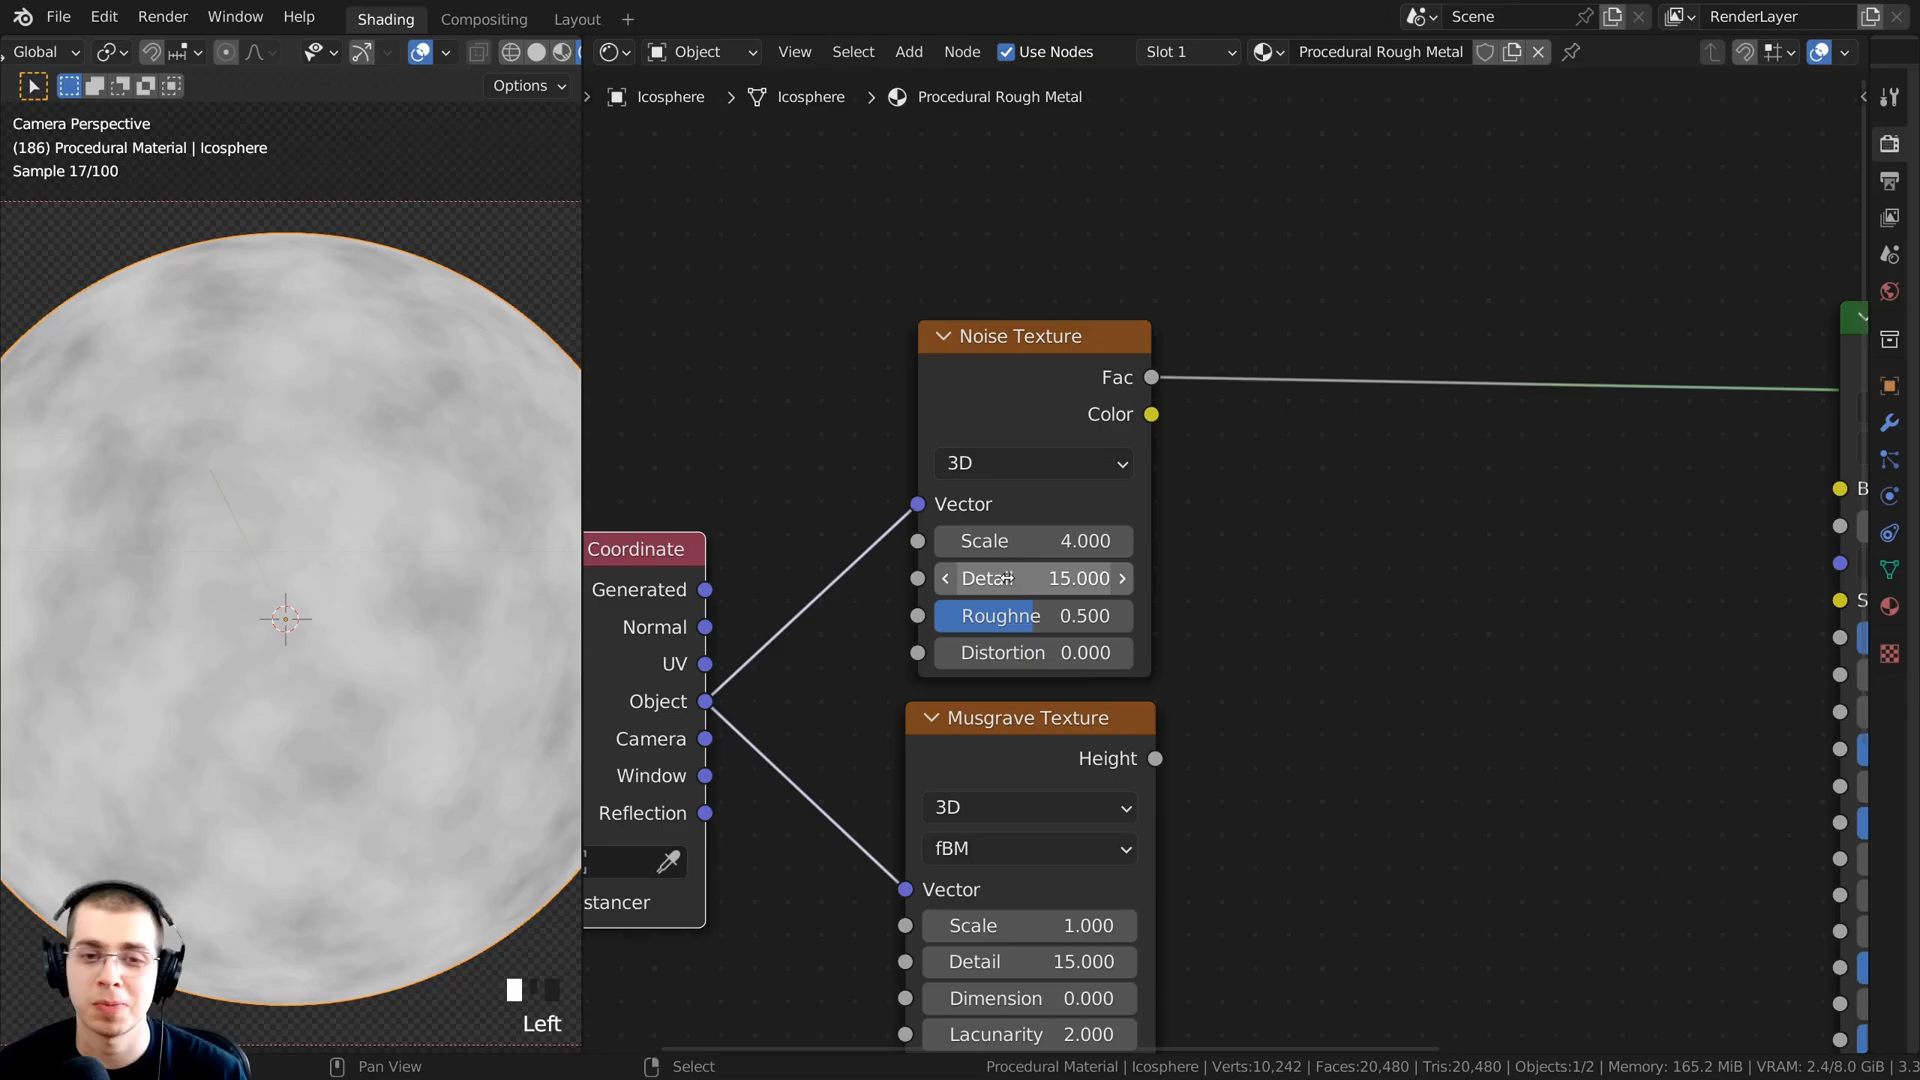 File Edit Render Window Help Shading Compositing Layout + Scene RenderLayer
Global Object View Select Add Node Use Nodes Slot 1 Procedural Rough Metal
Options
Icosphere > Icosphere > Procedural Rough Metal
Camera Perspective
(186) Procedural Material | Icosphere
Sample 17/100
Noise Texture
Fac
Color
3D
Vector
Scale 4.000
Detail 15.000
Roughne 0.500
Distortion 0.000
Coordinate
Generated
Normal
UV
Object
Camera
Window
Reflection
stancer
Musgrave Texture
Height
3D
fBM
Vector
Scale 1.000
Detail 15.000
Dimension 0.000
Lacunarity 2.000
B
S
Left
Pan View Select Procedural Material | Icosphere | Verts:10,242 | Faces:20,480 | Tris:20,480 | Objects:1/2 | Memory: 165.2 MiB | VRAM: 2.4/8.0 GiB | 3.3